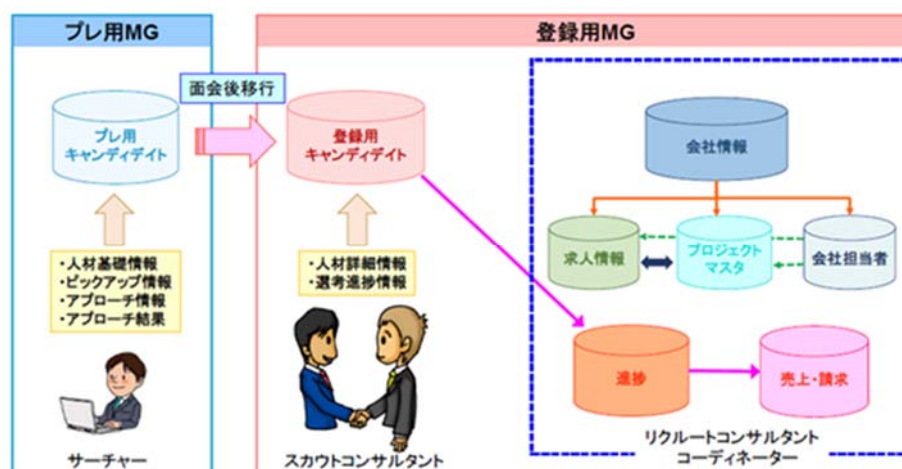 プレ用MG
登録用MG
面会後移行
プレ用
キャンディデイト
登録用
キャンディデイト
会社情報
求人情報
プロジェクト
マスタ
会社担当者
・人材基礎情報
・ピックアップ情報
・アプローチ情報
・アプローチ結果
・人材詳細情報
・選考進捗情報
進捗
売上・請求
サーチャー
スカウトコンサルタント
リクルートコンサルタント
コーディネーター